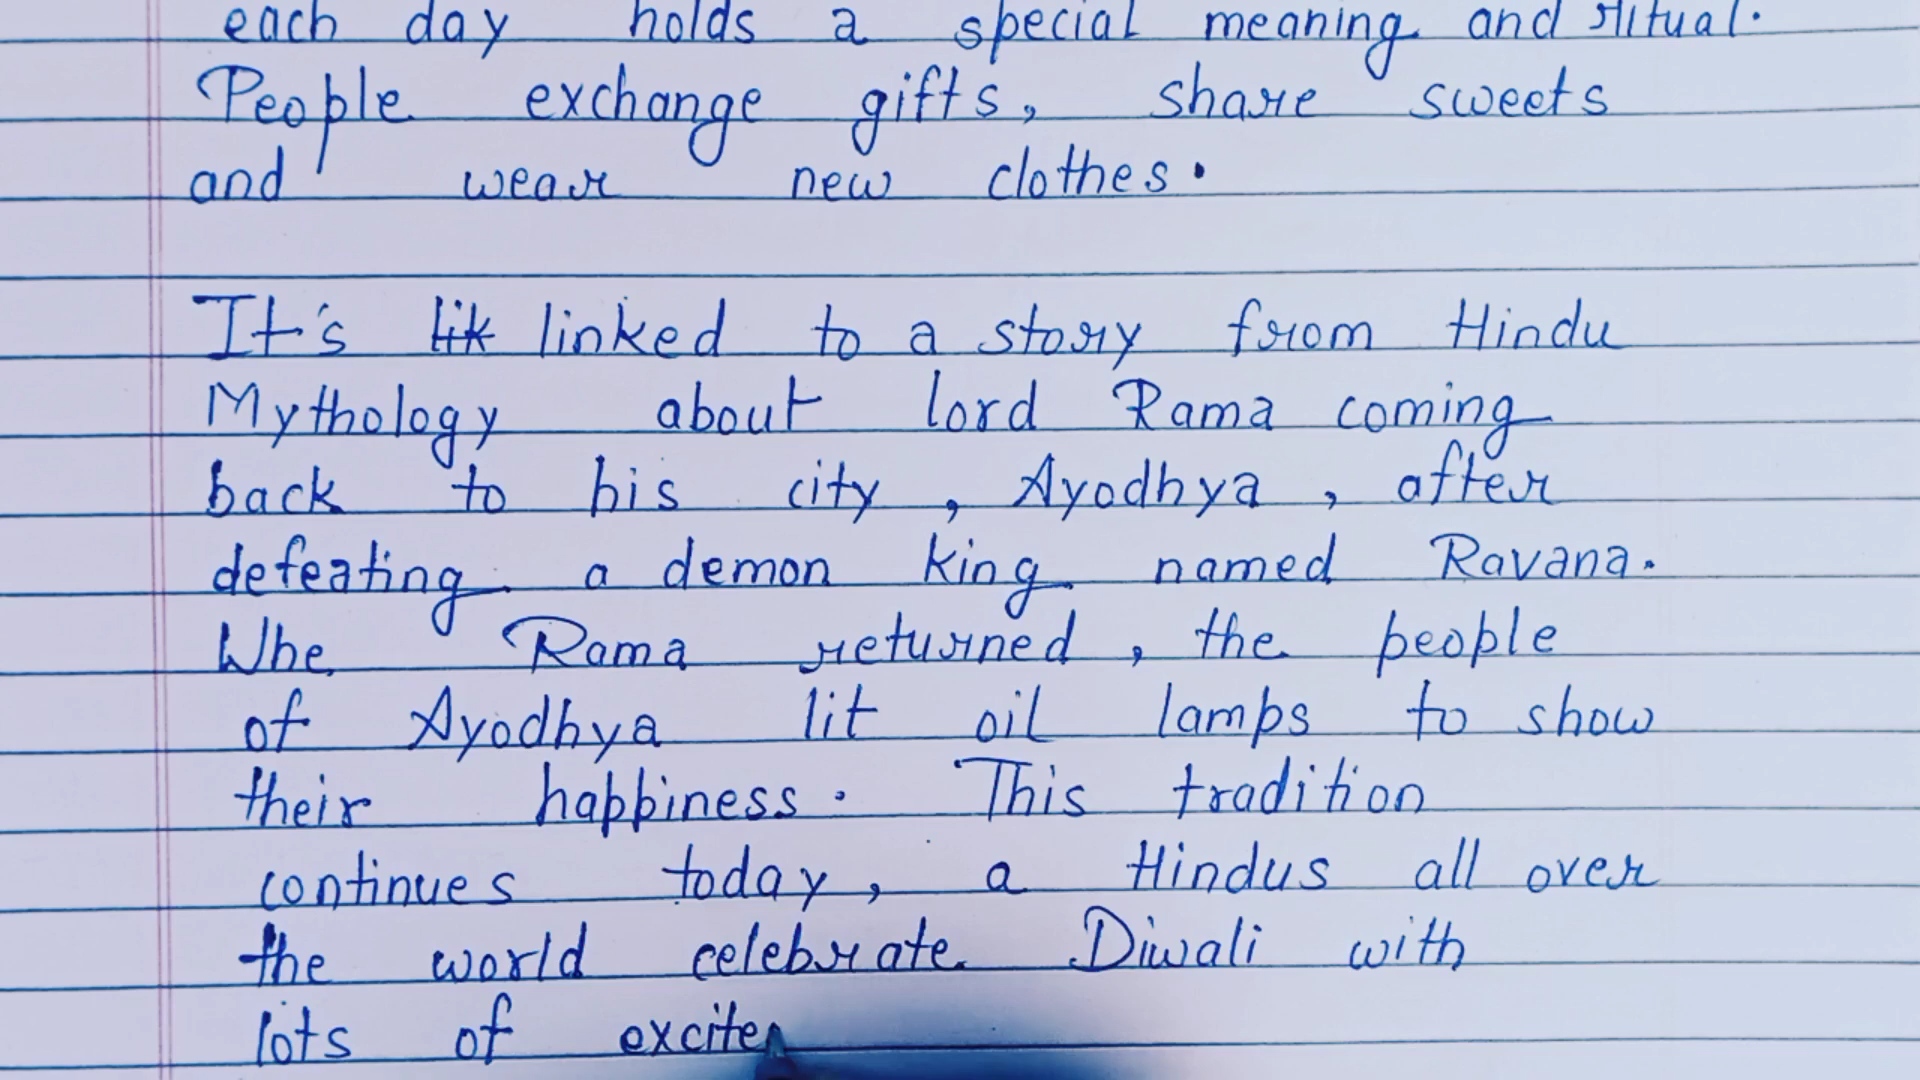 each day holds a special meaning and ritual.
People exchange gifts, share sweets
and wear new clothes.
It's lik linked to a story from Hindu
Mythology about lord Rama coming
back to his city, Ayodhya, after
defeating a demon king named Ravana.
Whe Rama returned, the people
of Ayodhya lit oil lamps to show
their happiness. This tradition
continues today, a Hindus all over
the world celebrate Diwali with
lots of excite